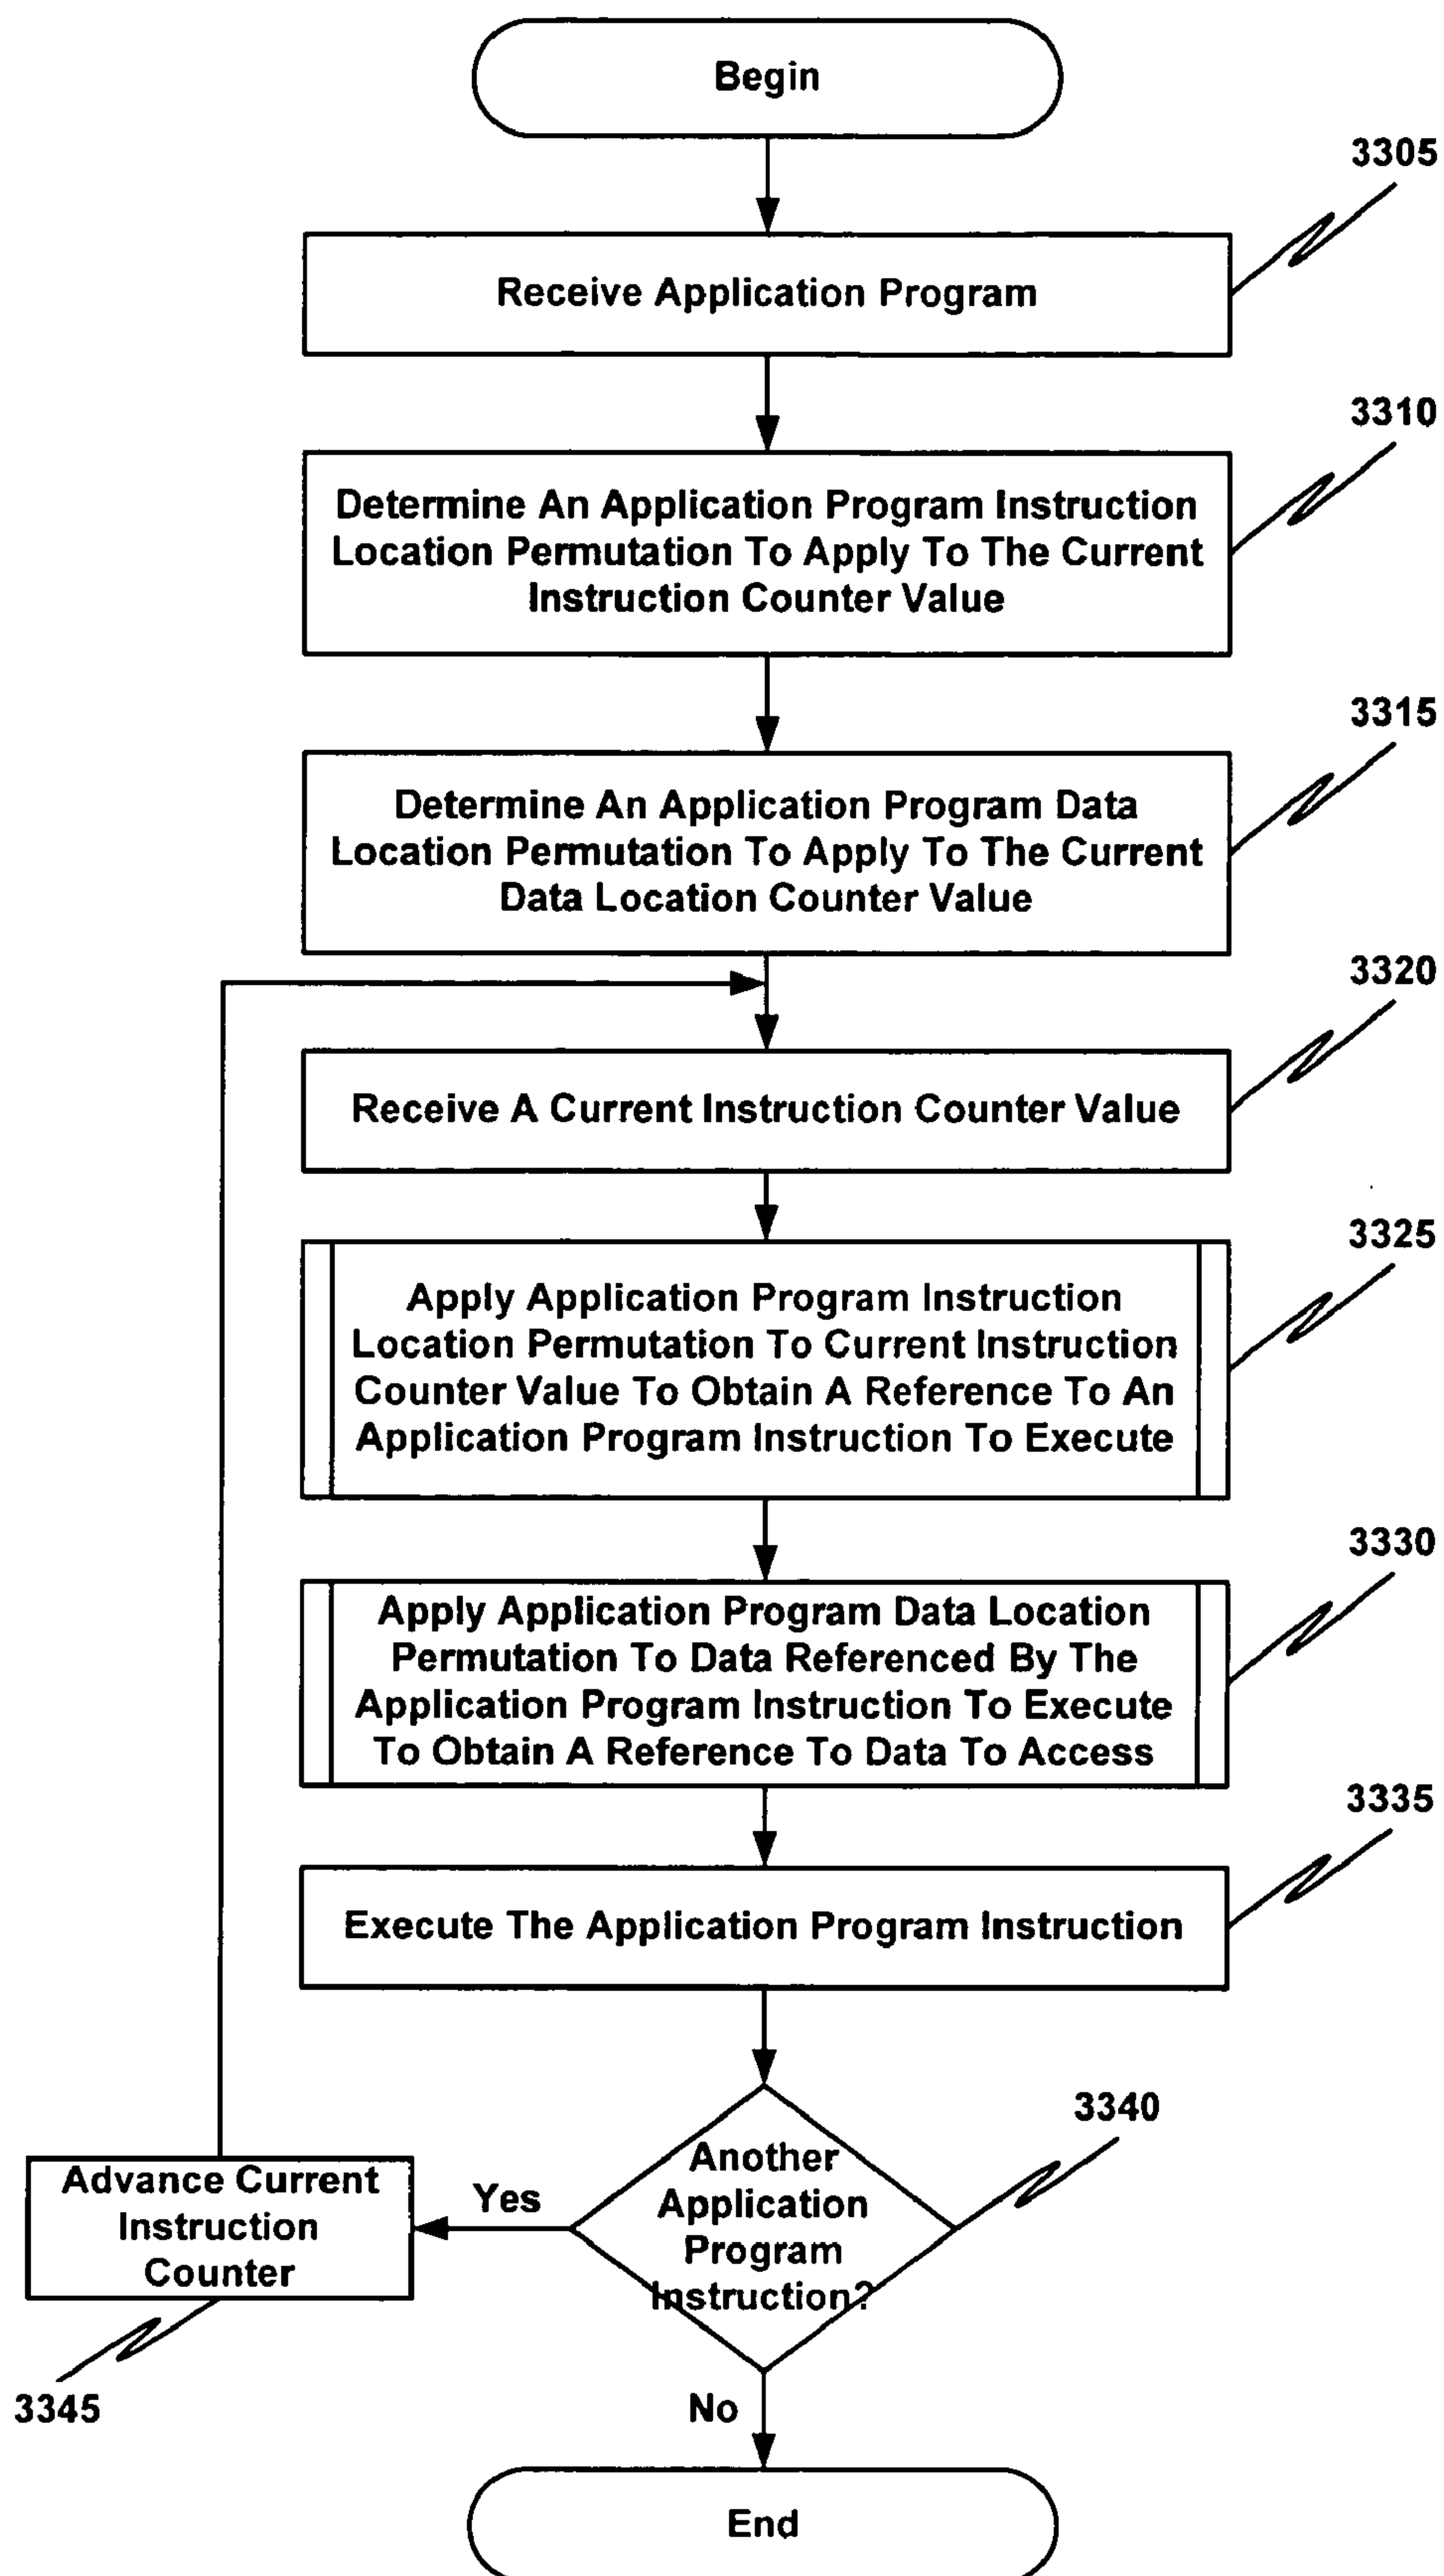 Begin
3305
Receive Application Program
3310
Determine An Application Program Instruction
Location Permutation To Apply To The Current
Instruction Counter Value
3315
Determine An Application Program Data
Location Permutation To Apply To The Current
Data Location Counter Value
3320
Receive A Current Instruction Counter Value
3325
Apply Application Program Instruction
Location Permutation To Current Instruction
Counter Value To Obtain A Reference To An
Application Program Instruction To Execute
3330
Apply Application Program Data Location
Permutation To Data Referenced By The
Application Program Instruction To Execute
To Obtain A Reference To Data To Access
3335
Execute The Application Program Instruction
3340
Another
Application
Program
Instruction?
Yes
Advance Current
Instruction
Counter
3345
No
End